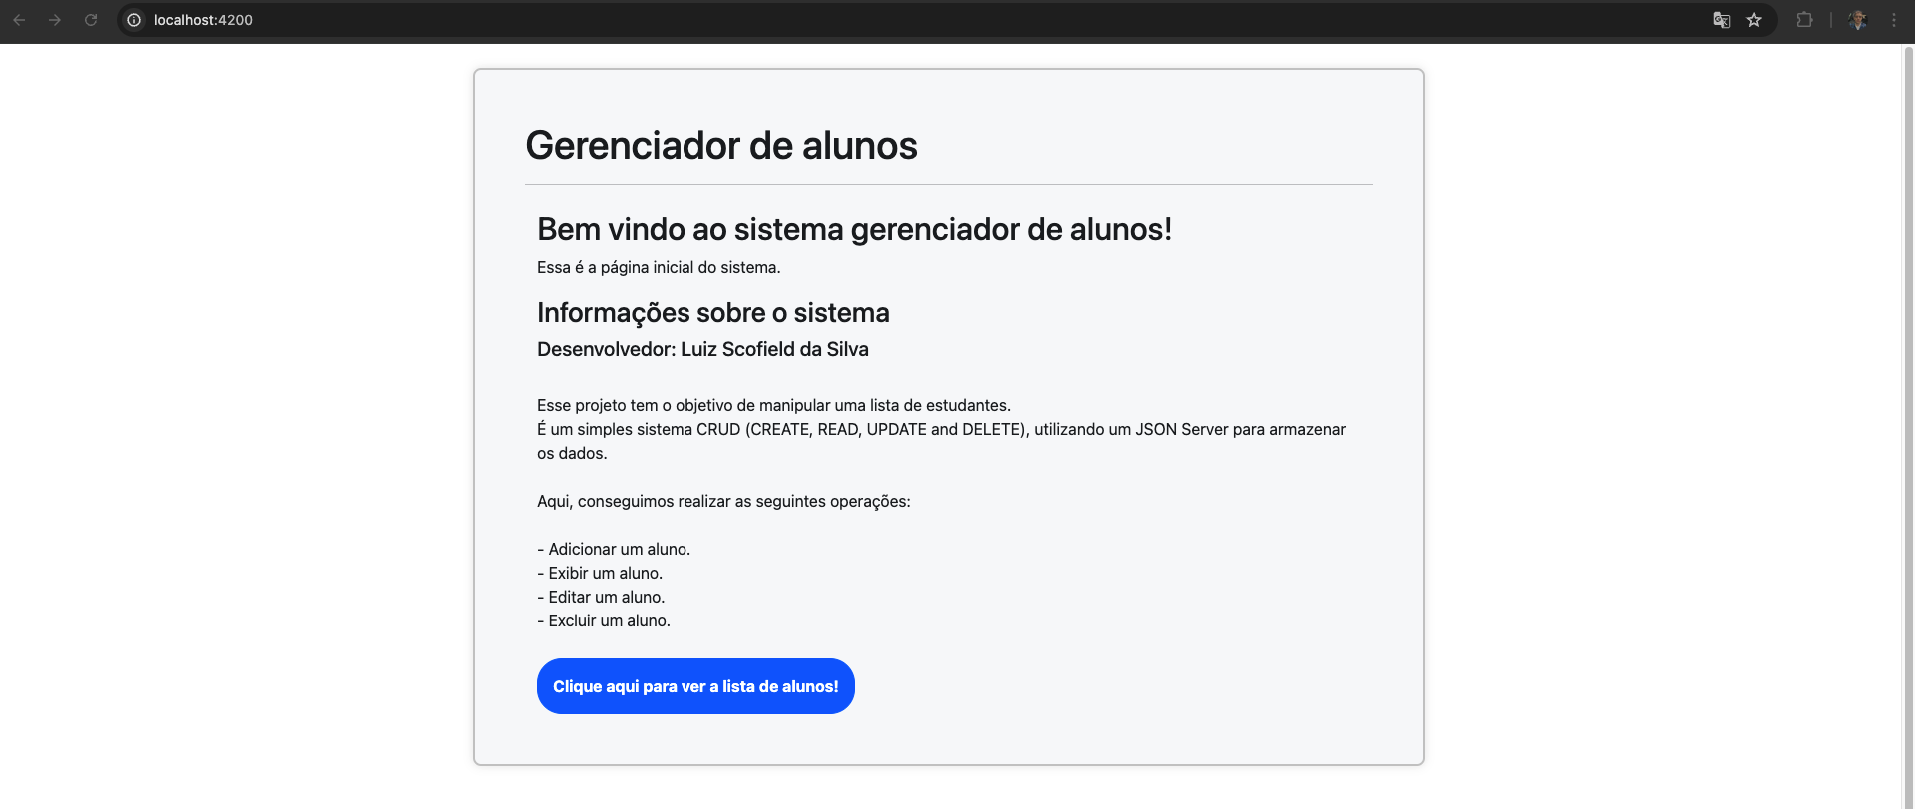 localhost:4200
Gerenciador de alunos
Bem vindo ao sistema gerenciador de alunos!
Essa é a página inicial do sistema.
Informações sobre o sistema
Desenvolvedor: Luiz Scofield da Silva
Esse projeto tem o objetivo de manipular uma lista de estudantes.
É um simples sistema CRUD (CREATE, READ, UPDATE and DELETE), utilizando um JSON Server para armazenar
os dados.
Aqui, conseguimos realizar as seguintes operações:
- Adicionar um aluno.
- Exibir um aluno.
- Editar um aluno.
- Excluir um aluno.
Clique aqui para ver a lista de alunos!